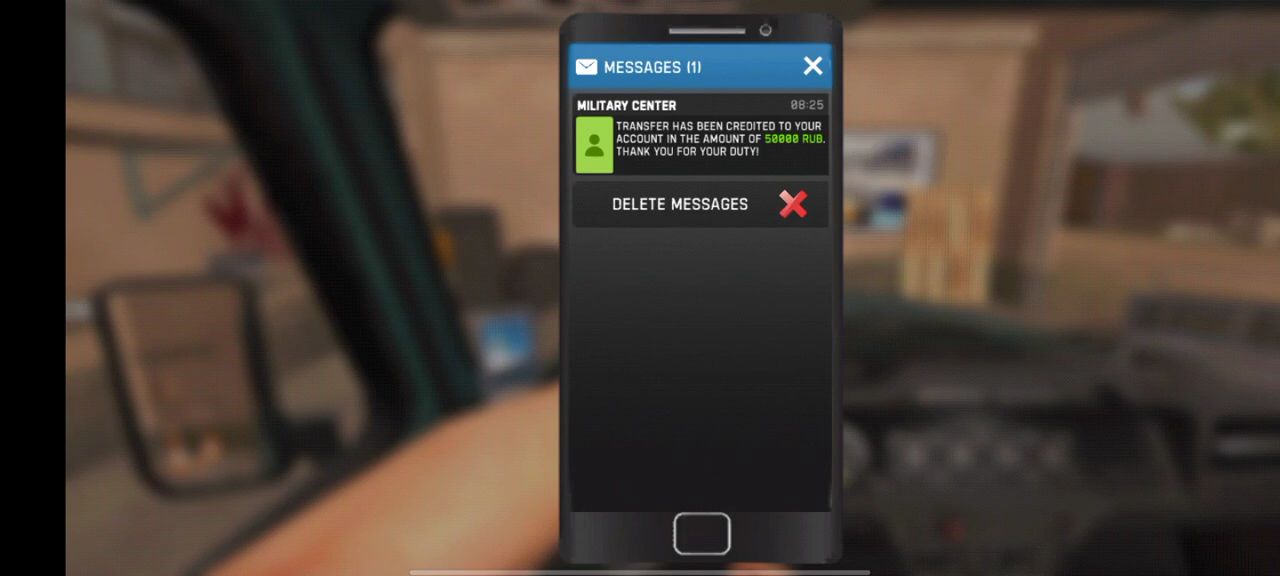 MESSAGES (1)
MILITARY CENTER 08:25
TRANSFER HAS BEEN CREDITED TO YOUR
ACCOUNT IN THE AMOUNT OF 50000 RUB.
THANK YOU FOR YOUR DUTY!
DELETE MESSAGES